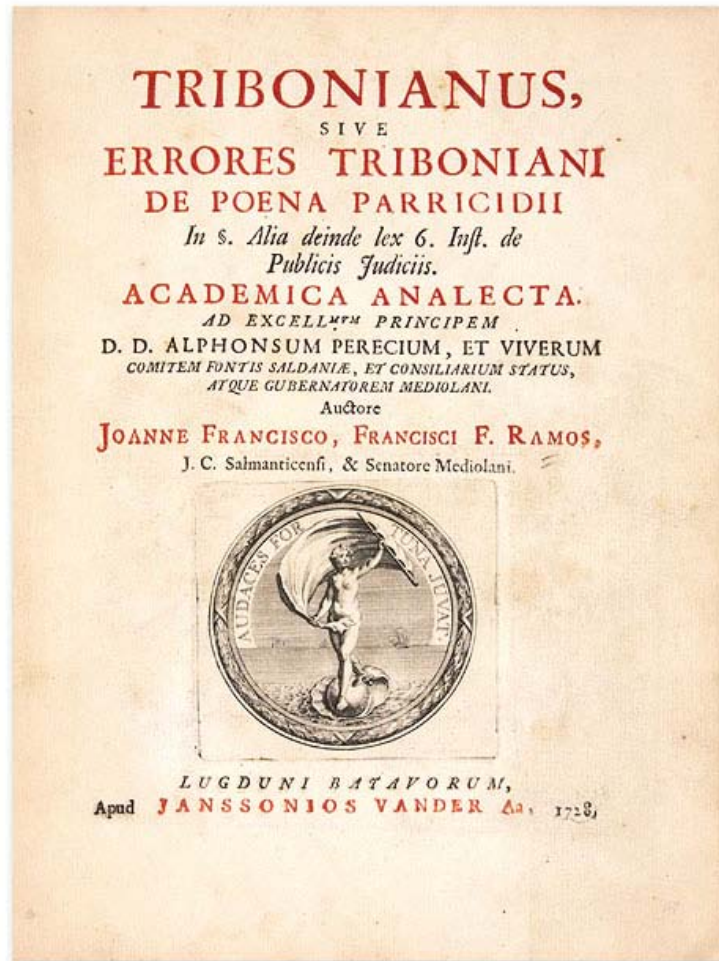 TRIBONIANUS,
SIVE
ERRORES TRIBONIANI
DE POENA PARRICIDII
In §. Alia deinde lex 6. Inſt. de
Publicis Judiciis.
ACADEMICA ANALECTA.
AD EXCELLMVM PRINCIPEM
D. D. ALPHONSUM PERECIUM, ET VIVERUM
COMITEM FONTIS SALDANIÆ, ET CONSILIARIUM STATUS,
ATQUE GUBERNATOREM MEDIOLANI.
Auctore
JOANNE FRANCISCO, FRANCISCI F. RAMOS,
J. C. Salmanticenſi, & Senatore Mediolani.
AUDACES FORTUNA JUVAT.
LUGDUNI BATAVORUM,
Apud JANSSONIOS VANDER Aa, 1728,